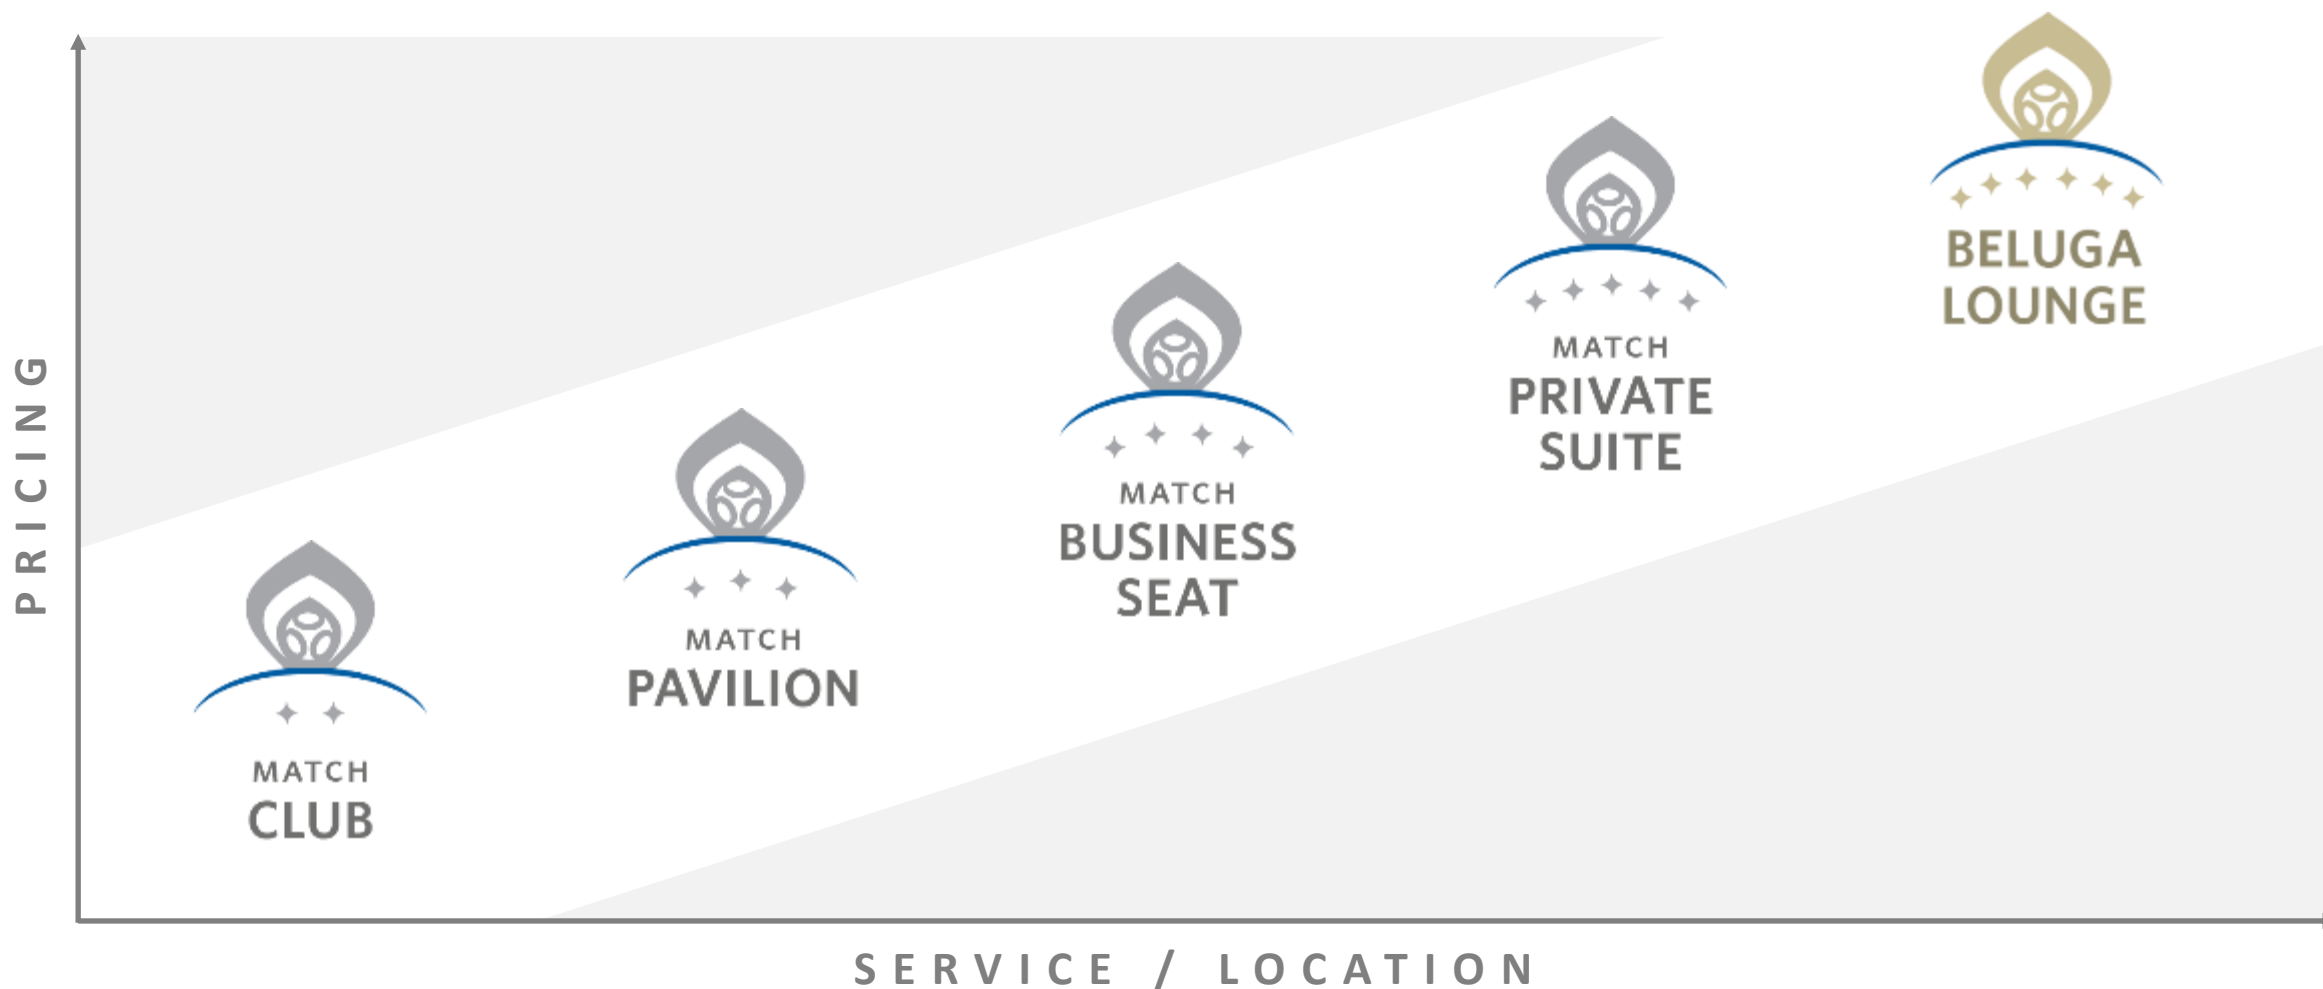 PRICING
BELUGA
LOUNGE
MATCH
PRIVATE
SUITE
MATCH
BUSINESS
SEAT
MATCH
PAVILION
MATCH
CLUB
SERVICE / LOCATION